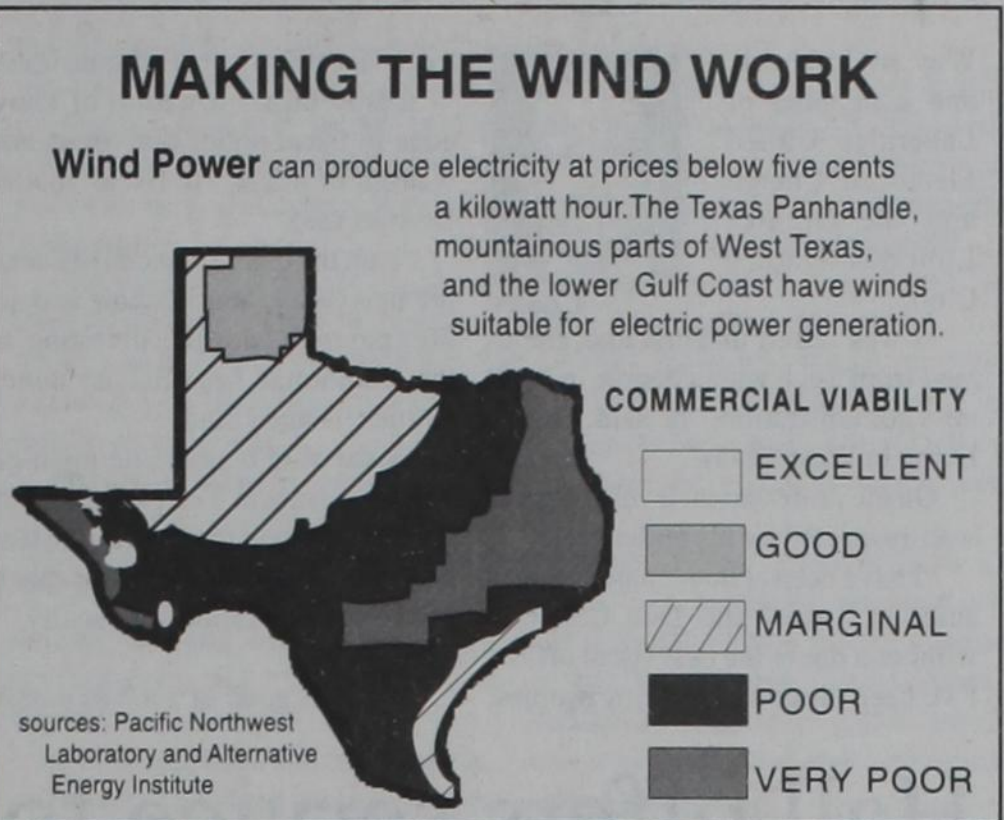 MAKING THE WIND WORK
Wind Power can produce electricity at prices below five cents
a kilowatt hour.The Texas Panhandle,
mountainous parts of West Texas,
and the lower Gulf Coast have winds
suitable for electric power generation.
COMMERCIAL VIABILITY
EXCELLENT
GOOD
MARGINAL
POOR
VERY POOR
sources: Pacific Northwest
Laboratory and Alternative
Energy Institute